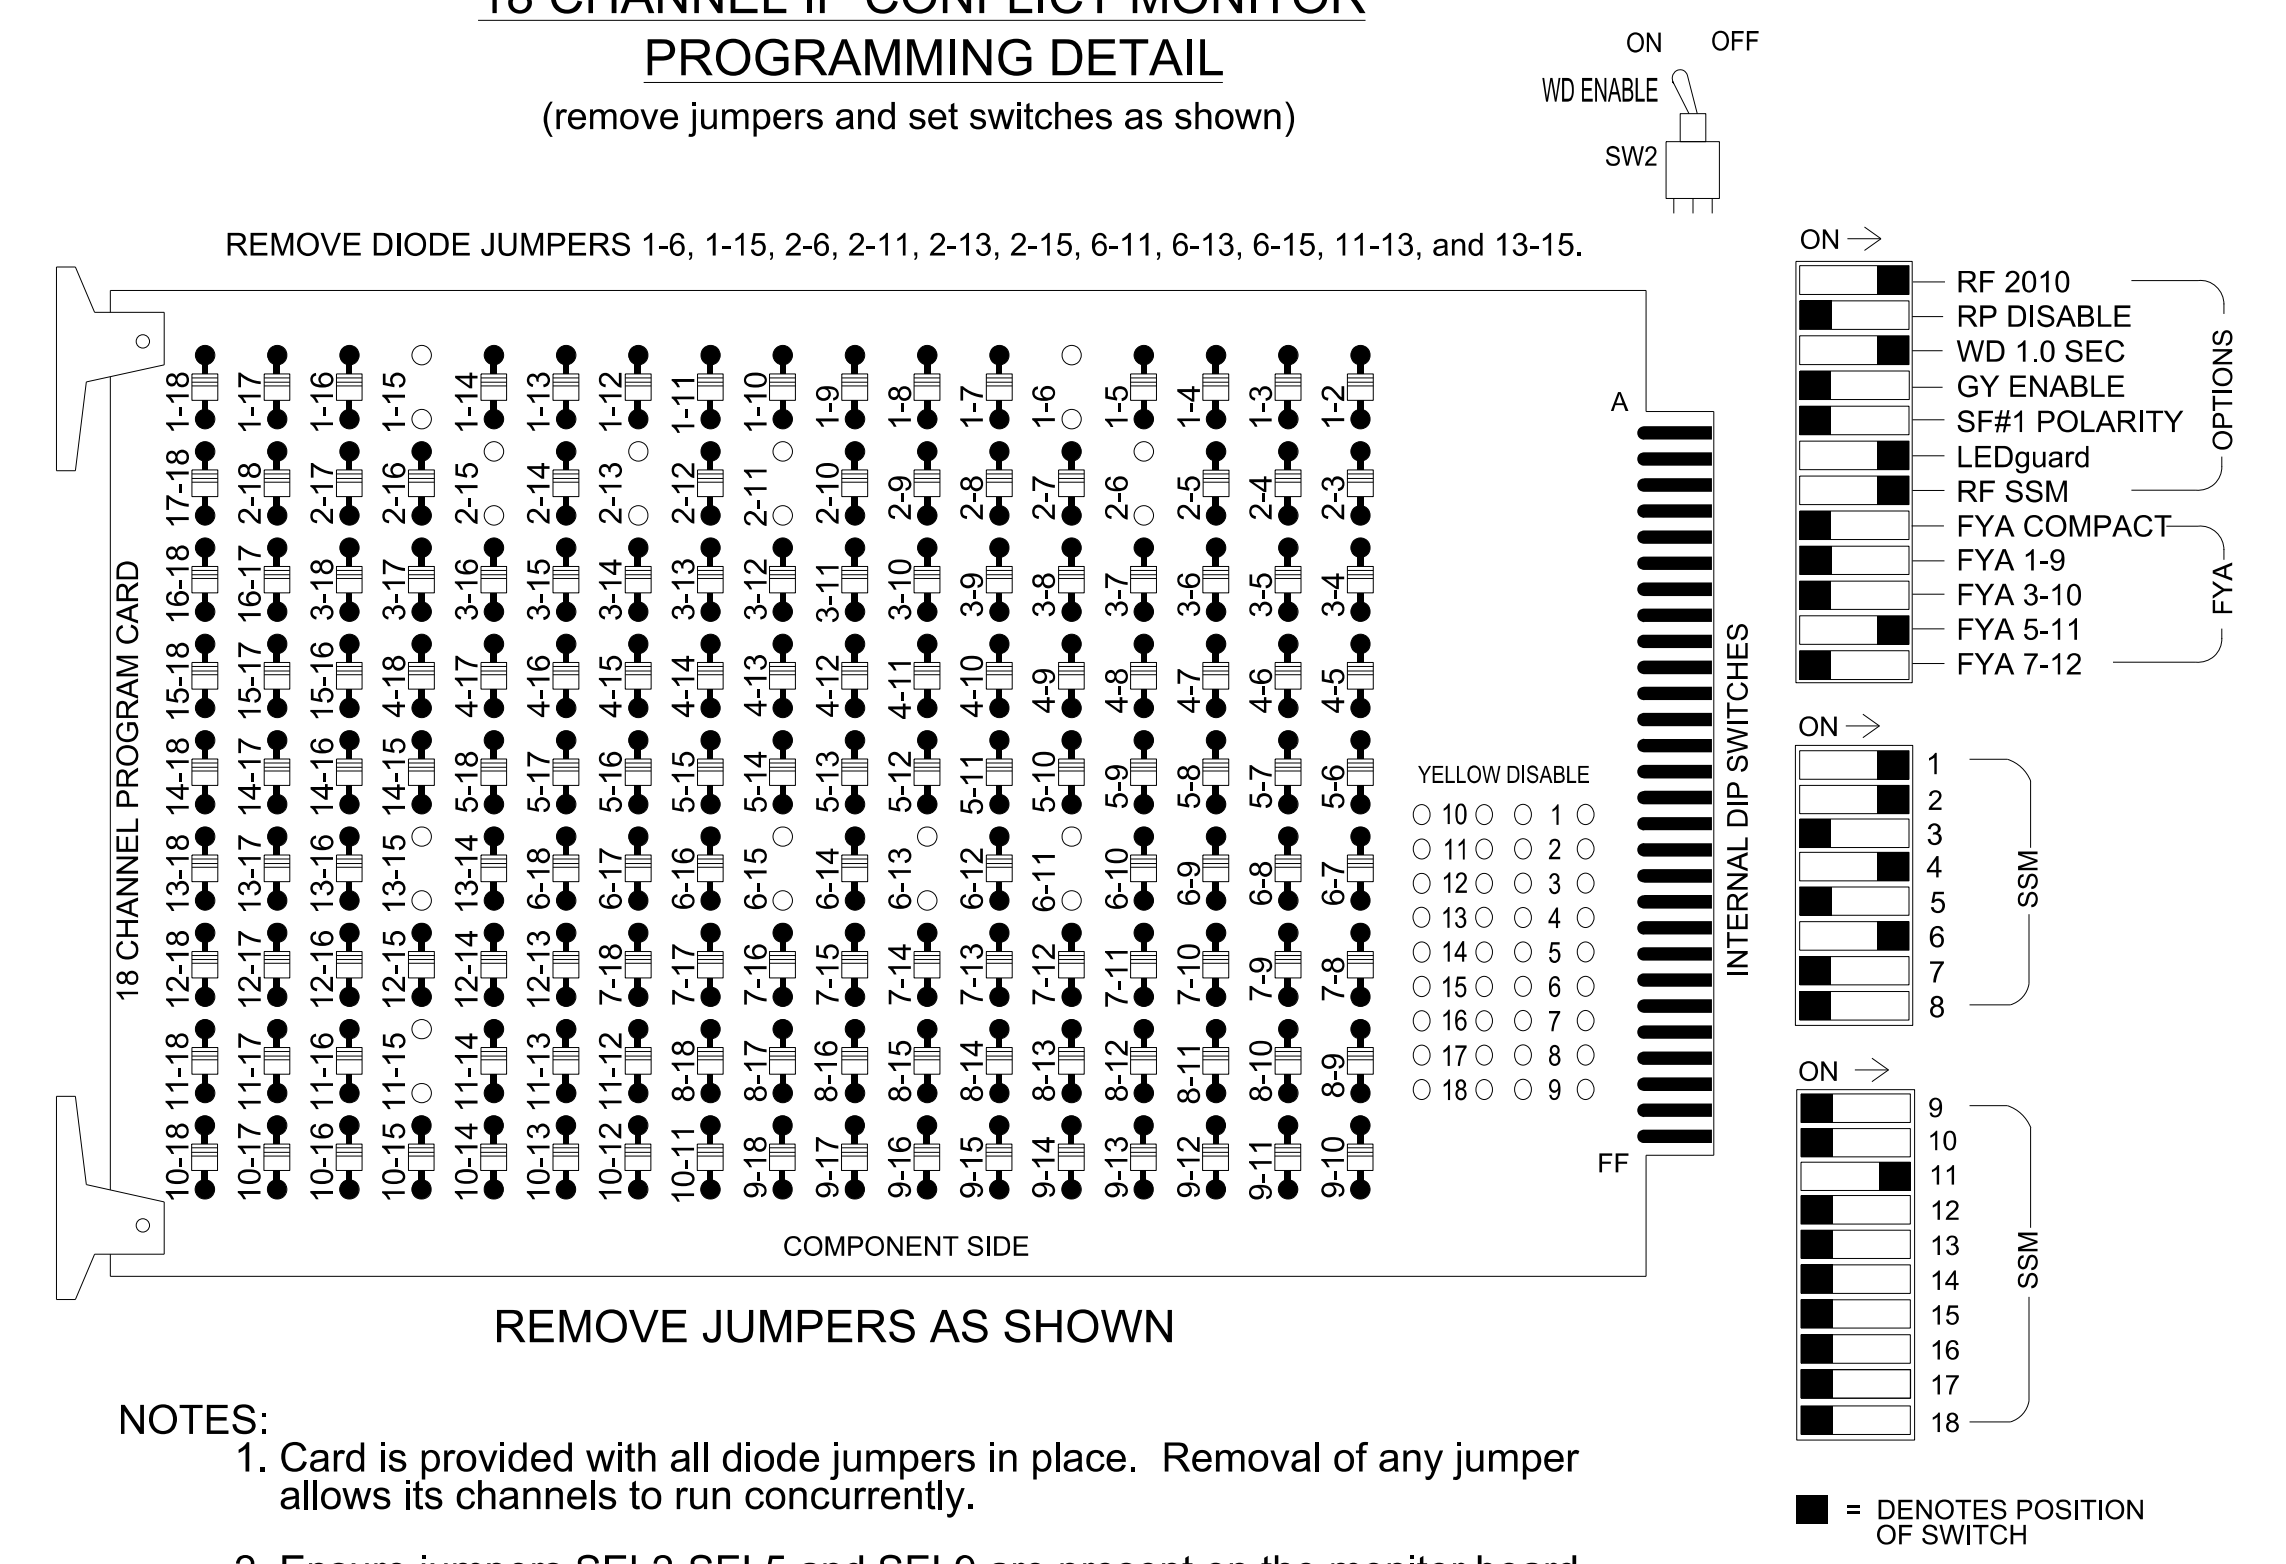 18 CHANNEL IP CONFLICT MONITOR
PROGRAMMING DETAIL
(remove jumpers and set switches as shown)
ON OFF
WD ENABLE
SW2
REMOVE DIODE JUMPERS 1-6, 1-15, 2-6, 2-11, 2-13, 2-15, 6-11, 6-13, 6-15, 11-13, and 13-15.
18 CHANNEL PROGRAM CARD
1-18 1-17 1-16 1-15 1-14 1-13 1-12 1-11 1-10 1-9 1-8 1-7 1-6 1-5 1-4 1-3 1-2
17-18 2-18 2-17 2-16 2-15 2-14 2-13 2-12 2-11 2-10 2-9 2-8 2-7 2-6 2-5 2-4 2-3
16-18 16-17 3-18 3-17 3-16 3-15 3-14 3-13 3-12 3-11 3-10 3-9 3-8 3-7 3-6 3-5 3-4
15-18 15-17 15-16 4-18 4-17 4-16 4-15 4-14 4-13 4-12 4-11 4-10 4-9 4-8 4-7 4-6 4-5
14-18 14-17 14-16 14-15 5-18 5-17 5-16 5-15 5-14 5-13 5-12 5-11 5-10 5-9 5-8 5-7 5-6
13-18 13-17 13-16 13-15 13-14 6-18 6-17 6-16 6-15 6-14 6-13 6-12 6-11 6-10 6-9 6-8 6-7
12-18 12-17 12-16 12-15 12-14 12-13 7-18 7-17 7-16 7-15 7-14 7-13 7-12 7-11 7-10 7-9 7-8
11-18 11-17 11-16 11-15 11-14 11-13 11-12 8-18 8-17 8-16 8-15 8-14 8-13 8-12 8-11 8-10 8-9
10-18 10-17 10-16 10-15 10-14 10-13 10-12 10-11 9-18 9-17 9-16 9-15 9-14 9-13 9-12 9-11 9-10
A
FF
YELLOW DISABLE
10 1
11 2
12 3
13 4
14 5
15 6
16 7
17 8
18 9
COMPONENT SIDE
INTERNAL DIP SWITCHES
ON
RF 2010
RP DISABLE
WD 1.0 SEC
GY ENABLE
SF#1 POLARITY
LEDguard
RF SSM
OPTIONS
FYA COMPACT
FYA 1-9
FYA 3-10
FYA 5-11
FYA 7-12
FYA
ON
1
2
3
4
5
6
7
8
SSM
ON
9
10
11
12
13
14
15
16
17
18
SSM
= DENOTES POSITION
OF SWITCH
REMOVE JUMPERS AS SHOWN
NOTES:
1. Card is provided with all diode jumpers in place. Removal of any jumper
allows its channels to run concurrently.
2. Ensure jumpers SEL2-SEL5 and SEL9 are present on the monitor board.